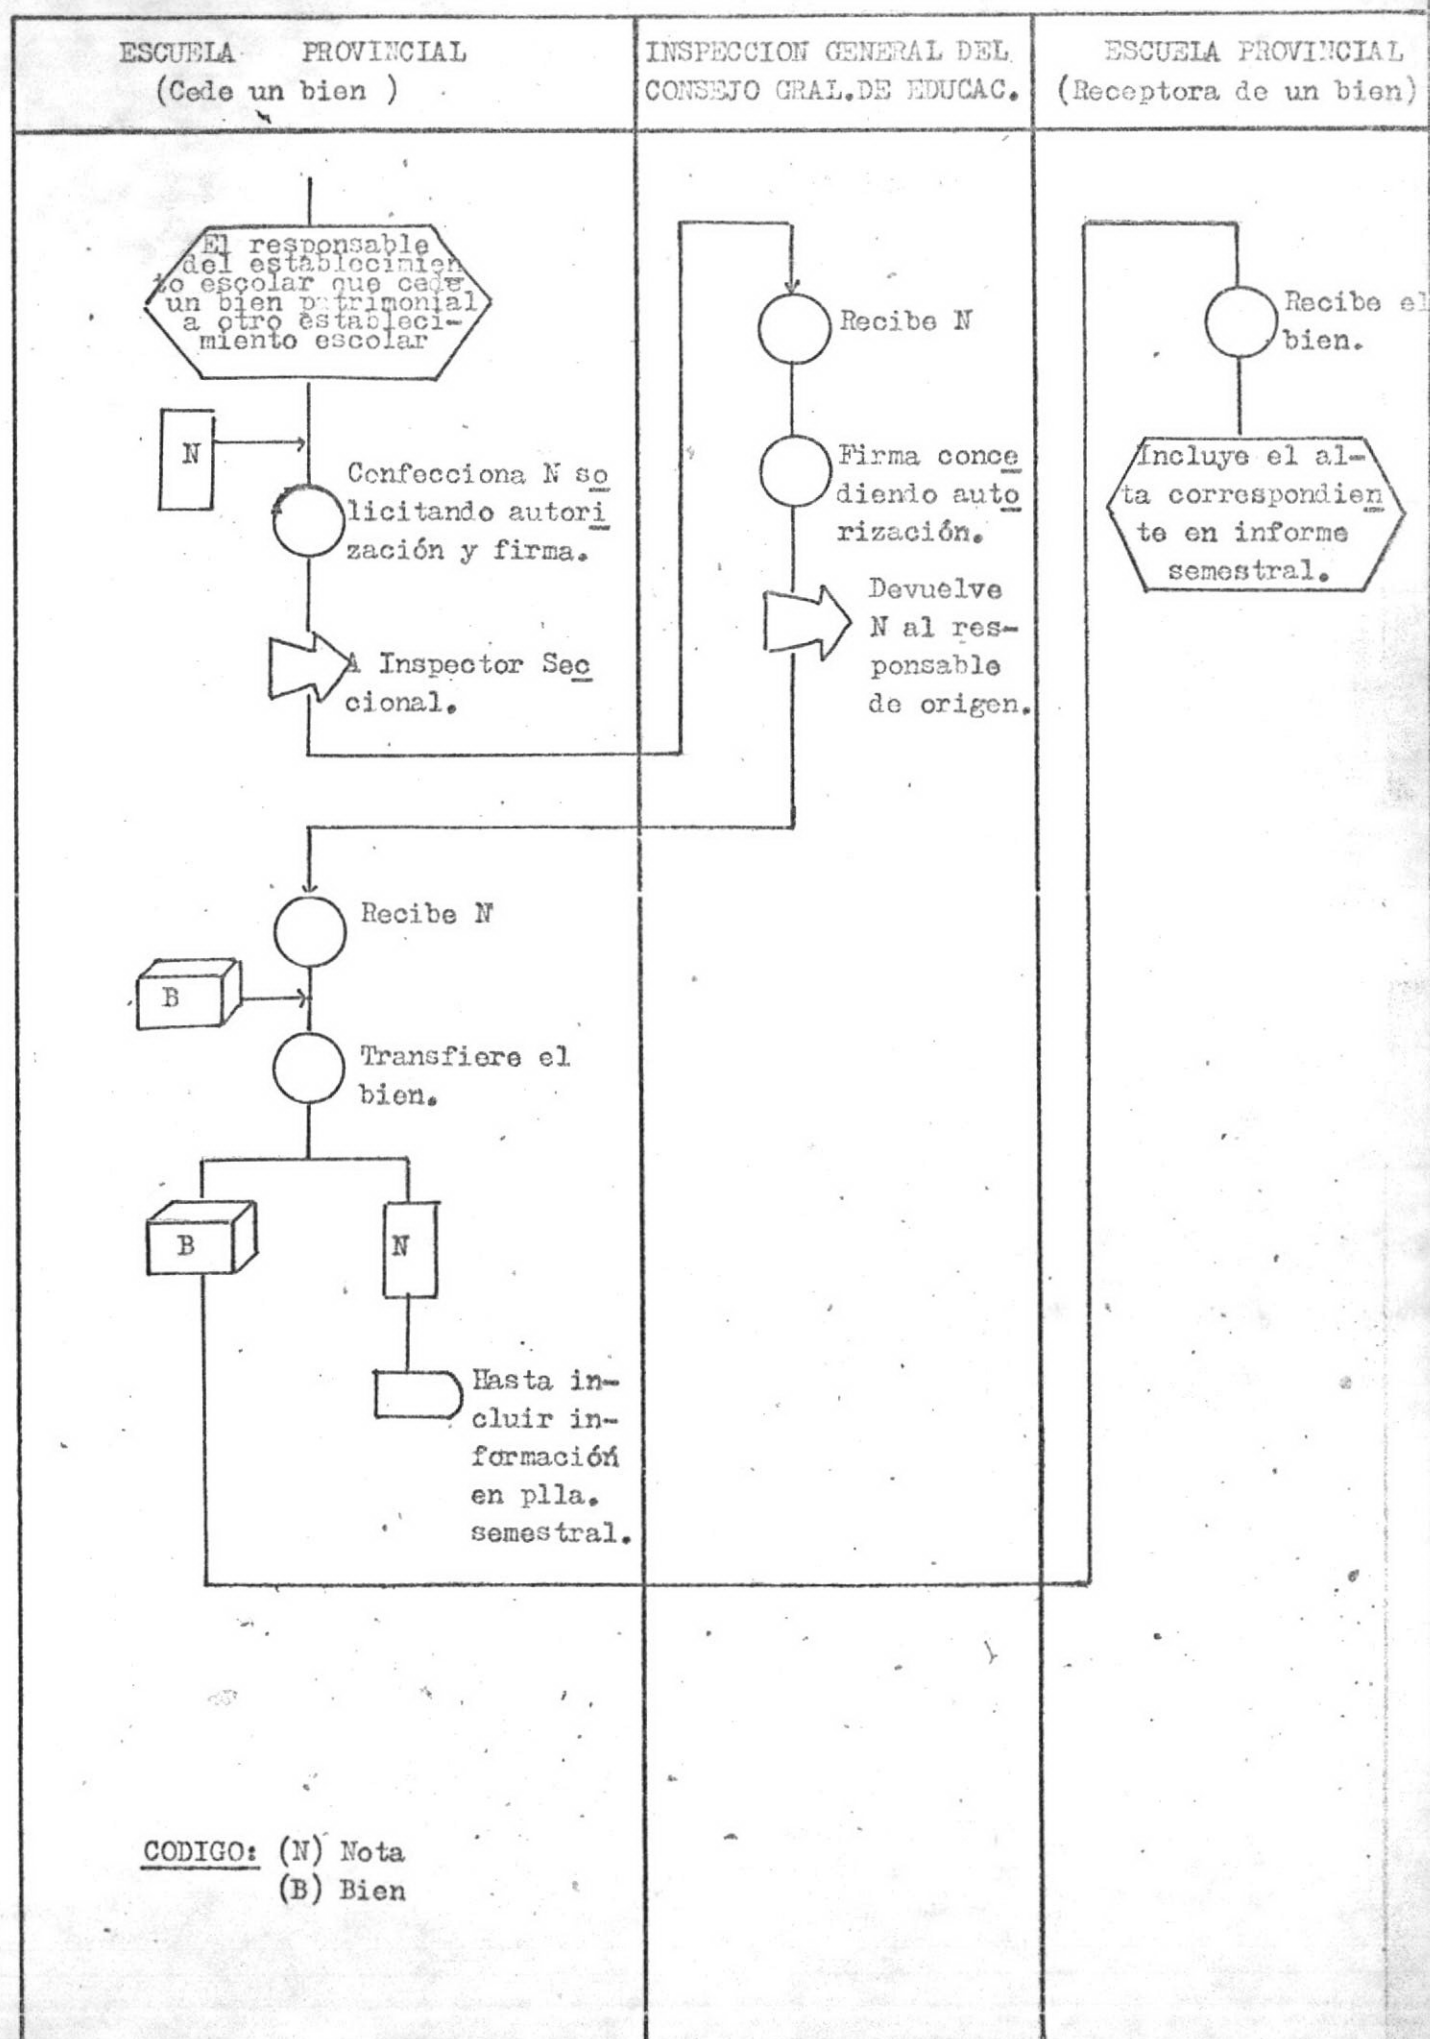 ESCUELA PROVINCIAL
(Cede un bien )
INSPECCION GENERAL DEL
CONSEJO GRAL.DE EDUCAC.
ESCUELA PROVINCIAL
(Receptora de un bien)
El responsable
del establecimien
to escolar que cede
un bien patrimonial
a otro estableci-
miento escolar
N
Confecciona N so
licitando autori
zación y firma.
A Inspector Sec
cional.
Recibe N
Firma conce
diendo auto
rización.
Devuelve
N al res-
ponsable
de origen.
Recibe N
B
Transfiere el
bien.
B
N
Hasta in-
cluir in-
formación
en plla.
semestral.
Recibe el
bien.
Incluye el al-
ta correspondien
te en informe
semestral.
CODIGO: (N) Nota
(B) Bien